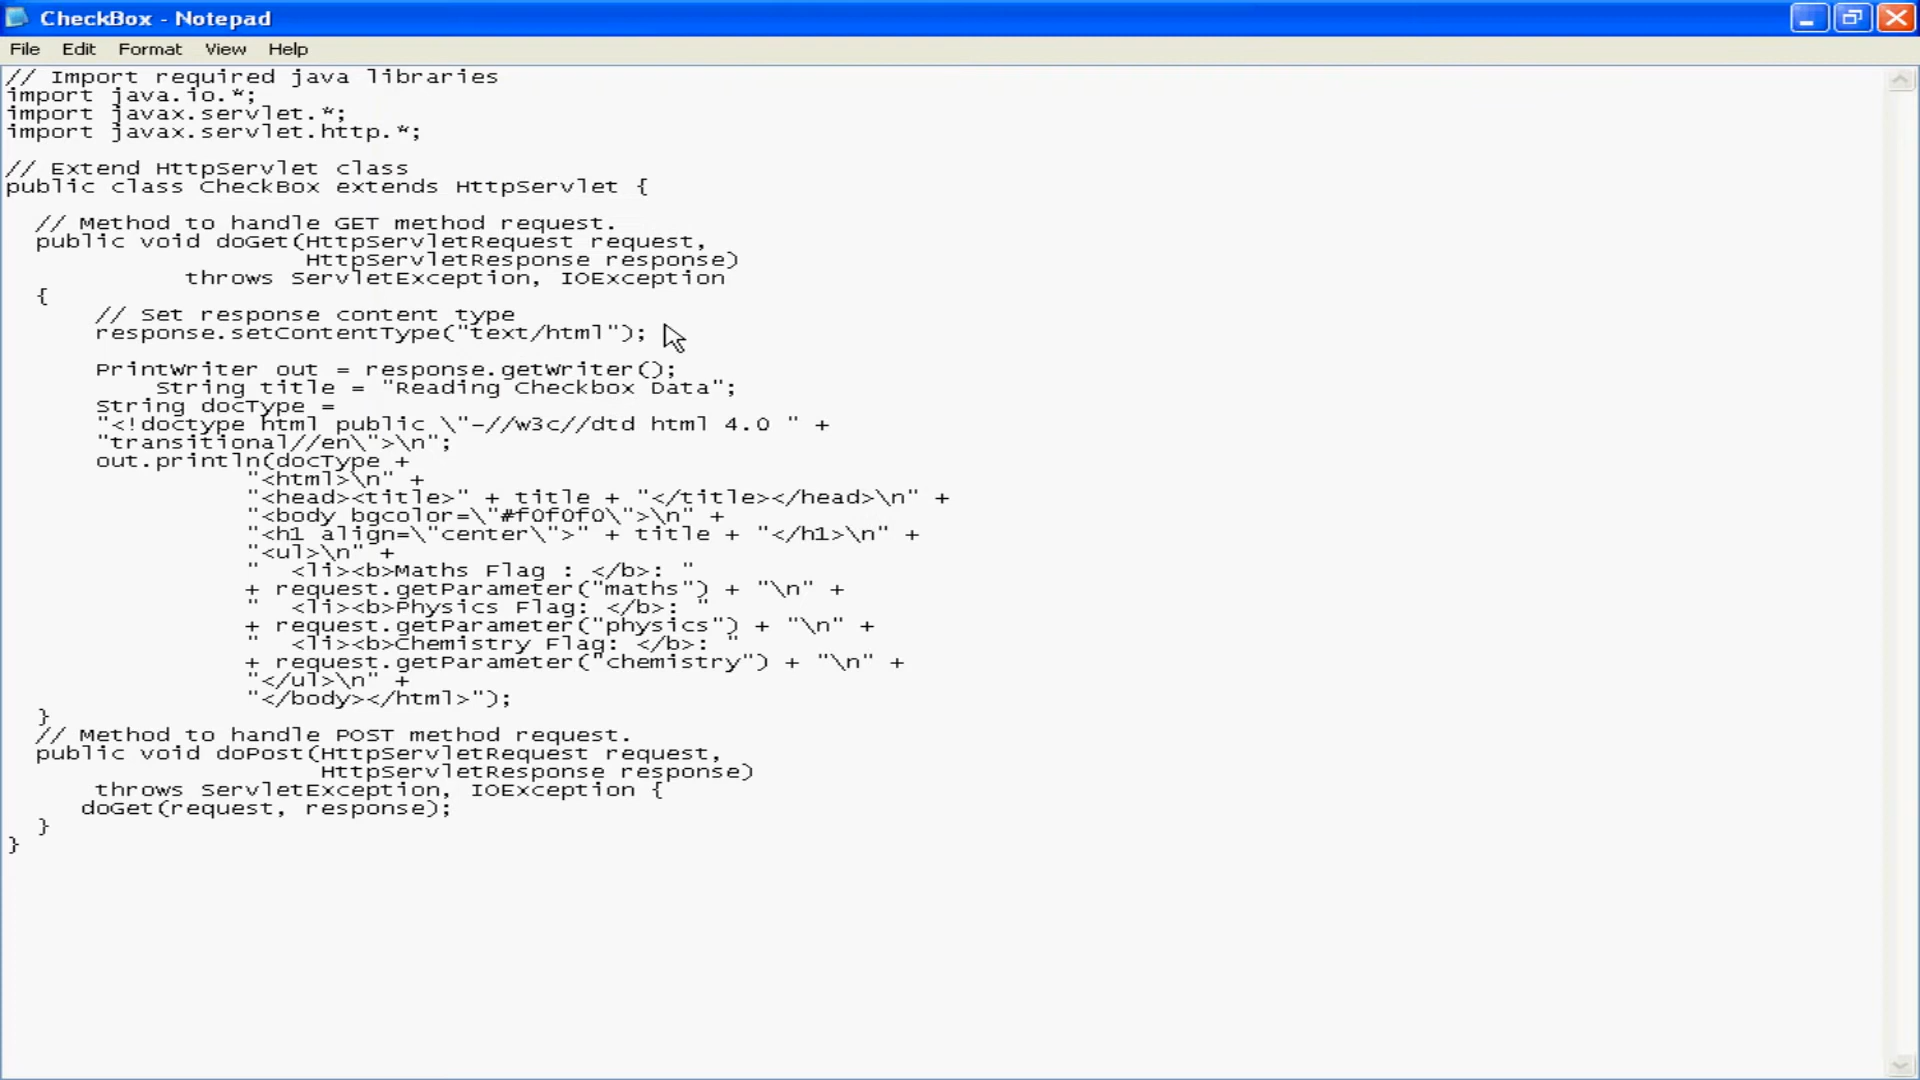 CheckBox - Notepad
File Edit Format View Help
// Import required java libraries
import java.io.*;
import javax.servlet.*;
import javax.servlet.http.*;
// Extend HttpServlet class
public class CheckBox extends HttpServlet {
// Method to handle GET method request.
public void doGet(HttpServletRequest request,
HttpServletResponse response)
throws ServletException, IOException
{
// Set response content type
response.setContentType("text/html");
PrintWriter out = response.getWriter();
String title = "Reading Checkbox Data";
String docType =
"<!doctype html public \"-//w3c//dtd html 4.0 " +
"transitional//en\">\n";
out.println(docType +
"<html>\n" +
"<head><title>" + title + "</title></head>\n" +
"<body bgcolor=\"#f0f0f0\">\n" +
"<h1 align=\"center\">" + title + "</h1>\n" +
"<ul>\n" +
"  <li><b>Maths Flag : </b>: "
+ request.getParameter("maths") + "\n" +
"  <li><b>Physics Flag: </b>: "
+ request.getParameter("physics") + "\n" +
"  <li><b>Chemistry Flag: </b>: "
+ request.getParameter("chemistry") + "\n" +
"</ul>\n" +
"</body></html>");
}
// Method to handle POST method request.
public void doPost(HttpServletRequest request,
HttpServletResponse response)
throws ServletException, IOException {
doGet(request, response);
}
}